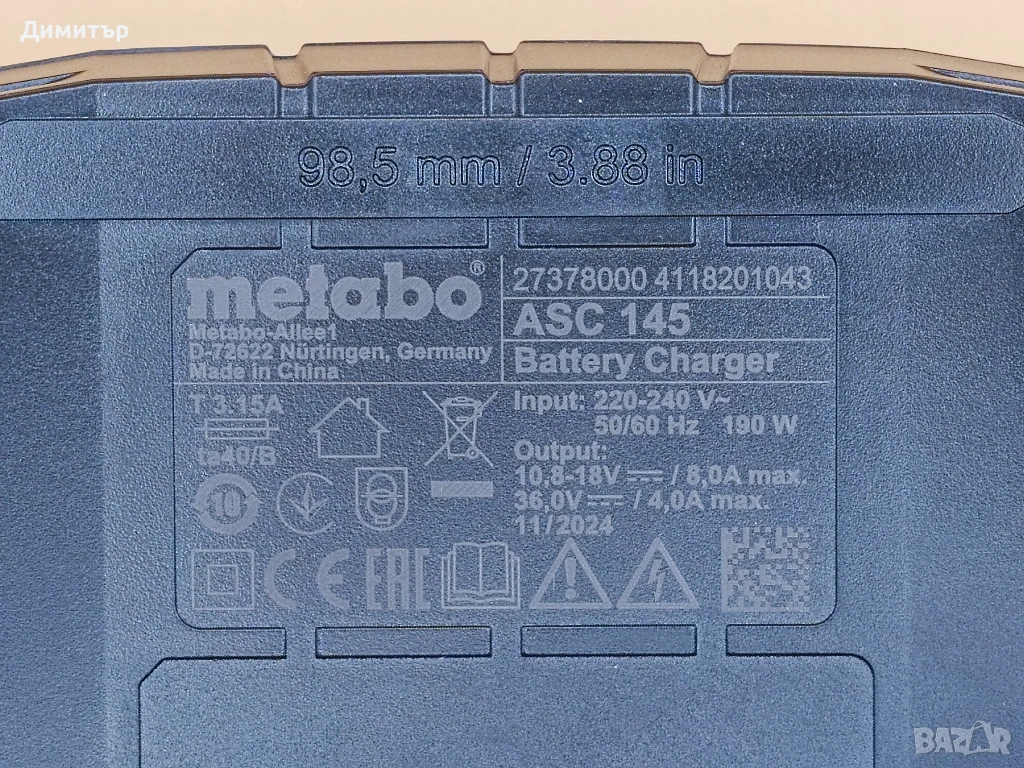 Димитър
98,5 mm / 3.88 in
metabo®
Metabo-Allee1
D-72622 Nürtingen, Germany
Made in China
27378000 4118201043
ASC 145
Battery Charger
T 3.15A
ta40/B
Input: 220-240 V~
50/60 Hz 190 W
Output:
10,8-18V ⎓ / 8,0A max.
36,0V ⎓ / 4,0A max.
11/2024
10
CE EAC
BAZAR